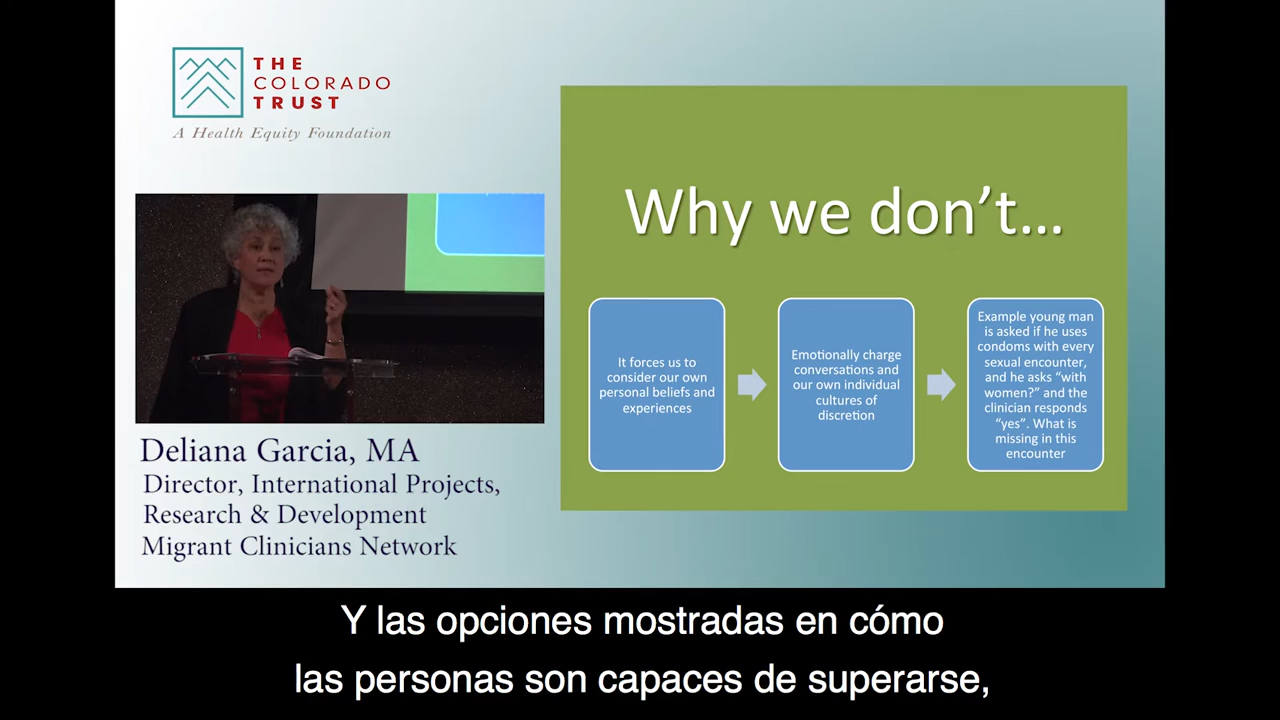 THE
COLORADO
TRUST
A Health Equity Foundation
Why we don't...
It forces us to
consider our own
personal beliefs and
experiences
Emotionally charge
conversations and
our own individual
cultures of
discretion
Example young man
is asked if he uses
condoms with every
sexual encounter,
and he asks “with
women?” and the
clinician responds
“yes”. What is
missing in this
encounter
Deliana Garcia, MA
Director, International Projects,
Research & Development
Migrant Clinicians Network
Y las opciones mostradas en cómo
las personas son capaces de superarse,